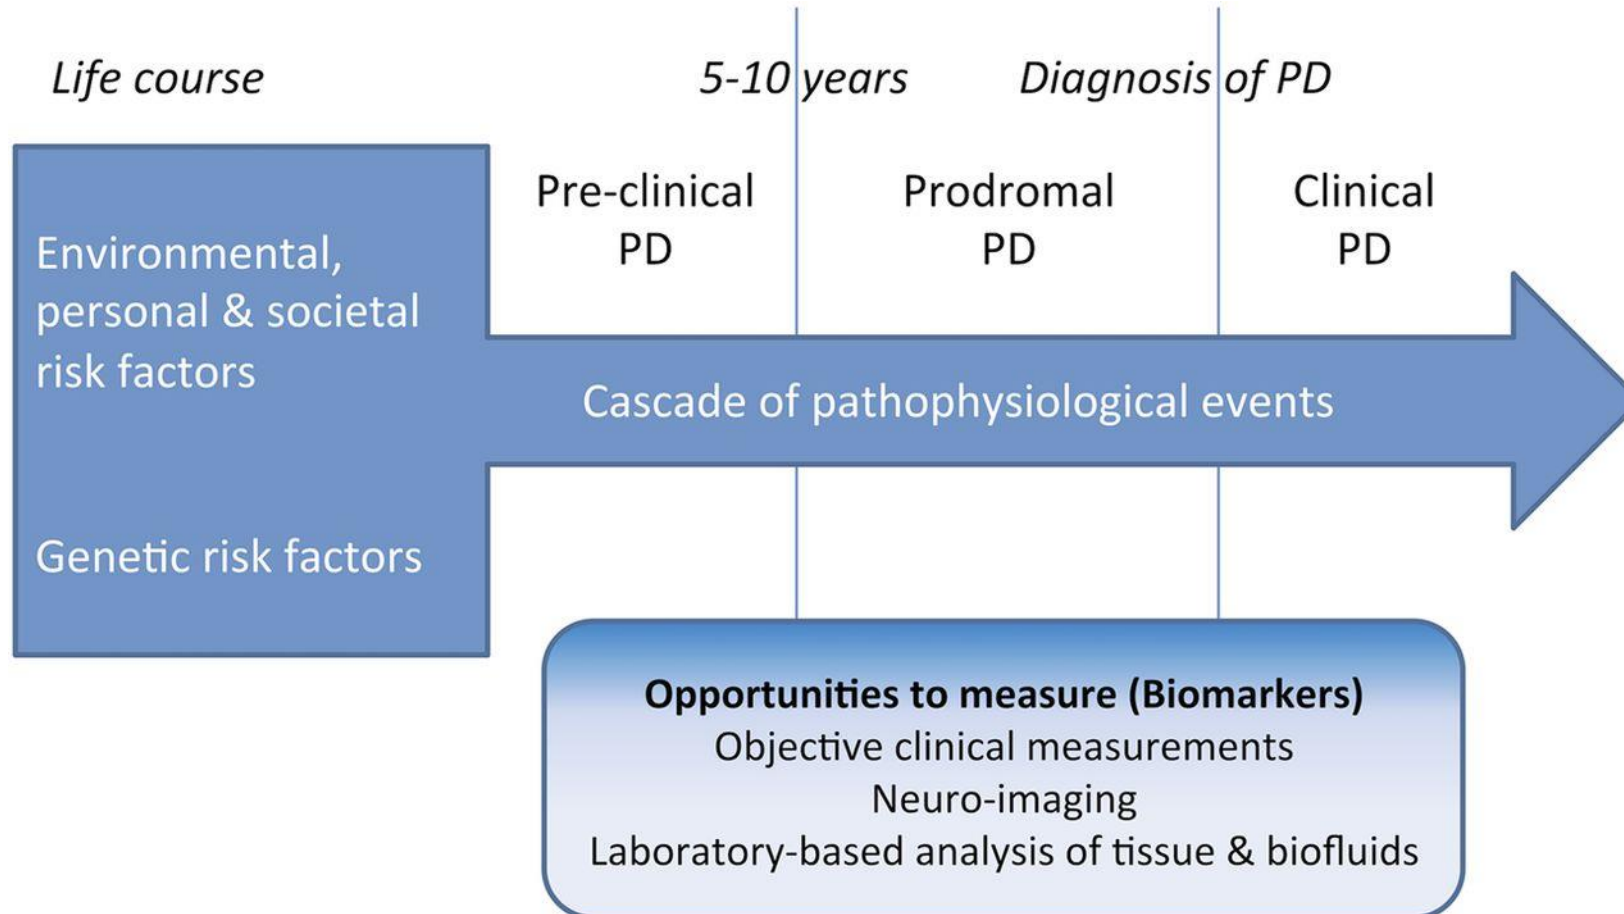 Life course
5-10 years
Diagnosis of PD
Pre-clinical
PD
Prodromal
PD
Clinical
PD
Environmental,
personal & societal
risk factors
Cascade of pathophysiological events
Genetic risk factors
Opportunities to measure (Biomarkers)
Objective clinical measurements
Neuro-imaging
Laboratory-based analysis of tissue & biofluids